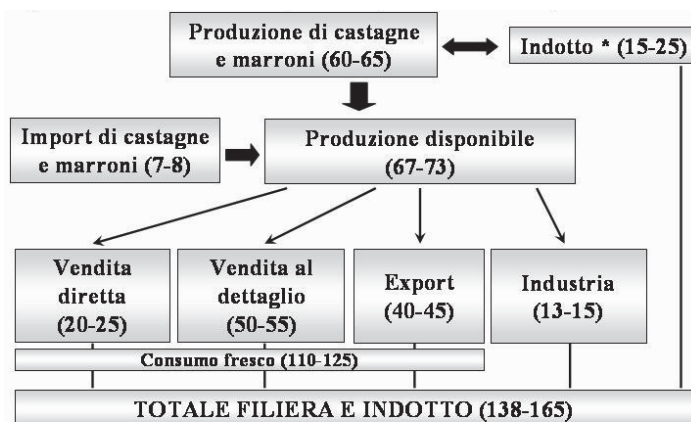 Produzione di castagne
e marroni (60-65)
Indotto * (15-25)
Import di castagne
e marroni (7-8)
Produzione disponibile
(67-73)
Vendita
diretta
(20-25)
Vendita al
dettaglio
(50-55)
Export
(40-45)
Industria
(13-15)
Consumo fresco (110-125)
TOTALE FILIERA E INDOTTO (138-165)